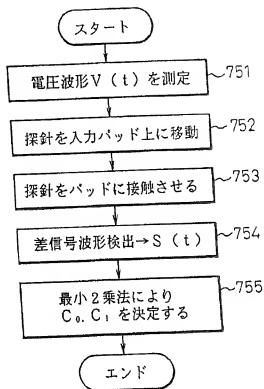 スタート
電圧波形V(t)を測定
751
探針を入力パッド上に移動
752
探針をパッドに接触させる
753
差信号波形検出→S(t)
754
最小2乗法により
C₀.C₁を決定する
755
エンド